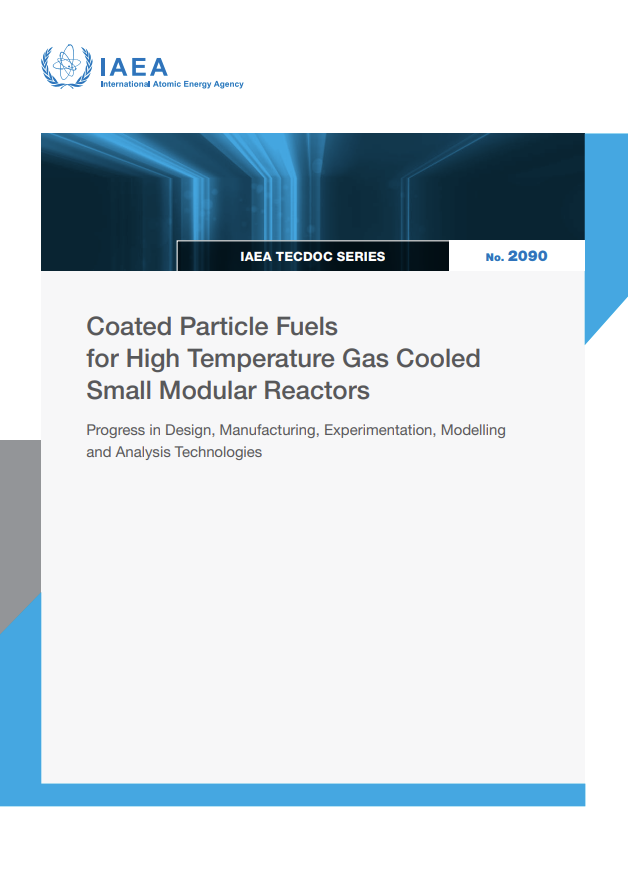 IAEA
International Atomic Energy Agency
IAEA TECDOC SERIES
No. 2090
Coated Particle Fuels
for High Temperature Gas Cooled
Small Modular Reactors
Progress in Design, Manufacturing, Experimentation, Modelling
and Analysis Technologies